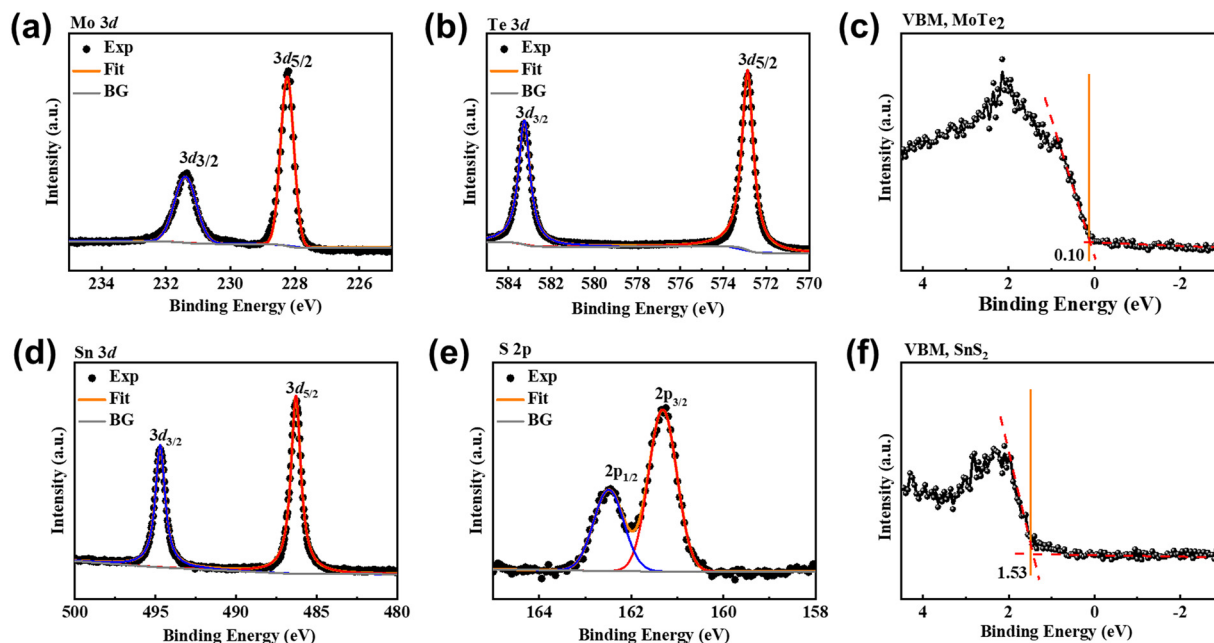 (a)
Mo 3d
Exp
Fit
BG
3d5/2
3d3/2
Intensity (a.u.)
234 231 228 226
Binding Energy (eV)
(b)
Te 3d
Exp
Fit
BG
3d5/2
3d3/2
Intensity (a.u.)
584 582 580 578 576 574 572 570
Binding Energy (eV)
(c)
VBM, MoTe2
Intensity (a.u.)
0.10
4 2 0 -2
Binding Energy (eV)
(d)
Sn 3d
Exp
Fit
BG
3d5/2
3d3/2
Intensity (a.u.)
500 495 490 485 480
Binding Energy (eV)
(e)
S 2p
Exp
Fit
BG
2p3/2
2p1/2
Intensity (a.u.)
164 162 160 158
Binding Energy (eV)
(f)
VBM, SnS2
Intensity (a.u.)
1.53
4 2 0 -2
Binding Energy (eV)